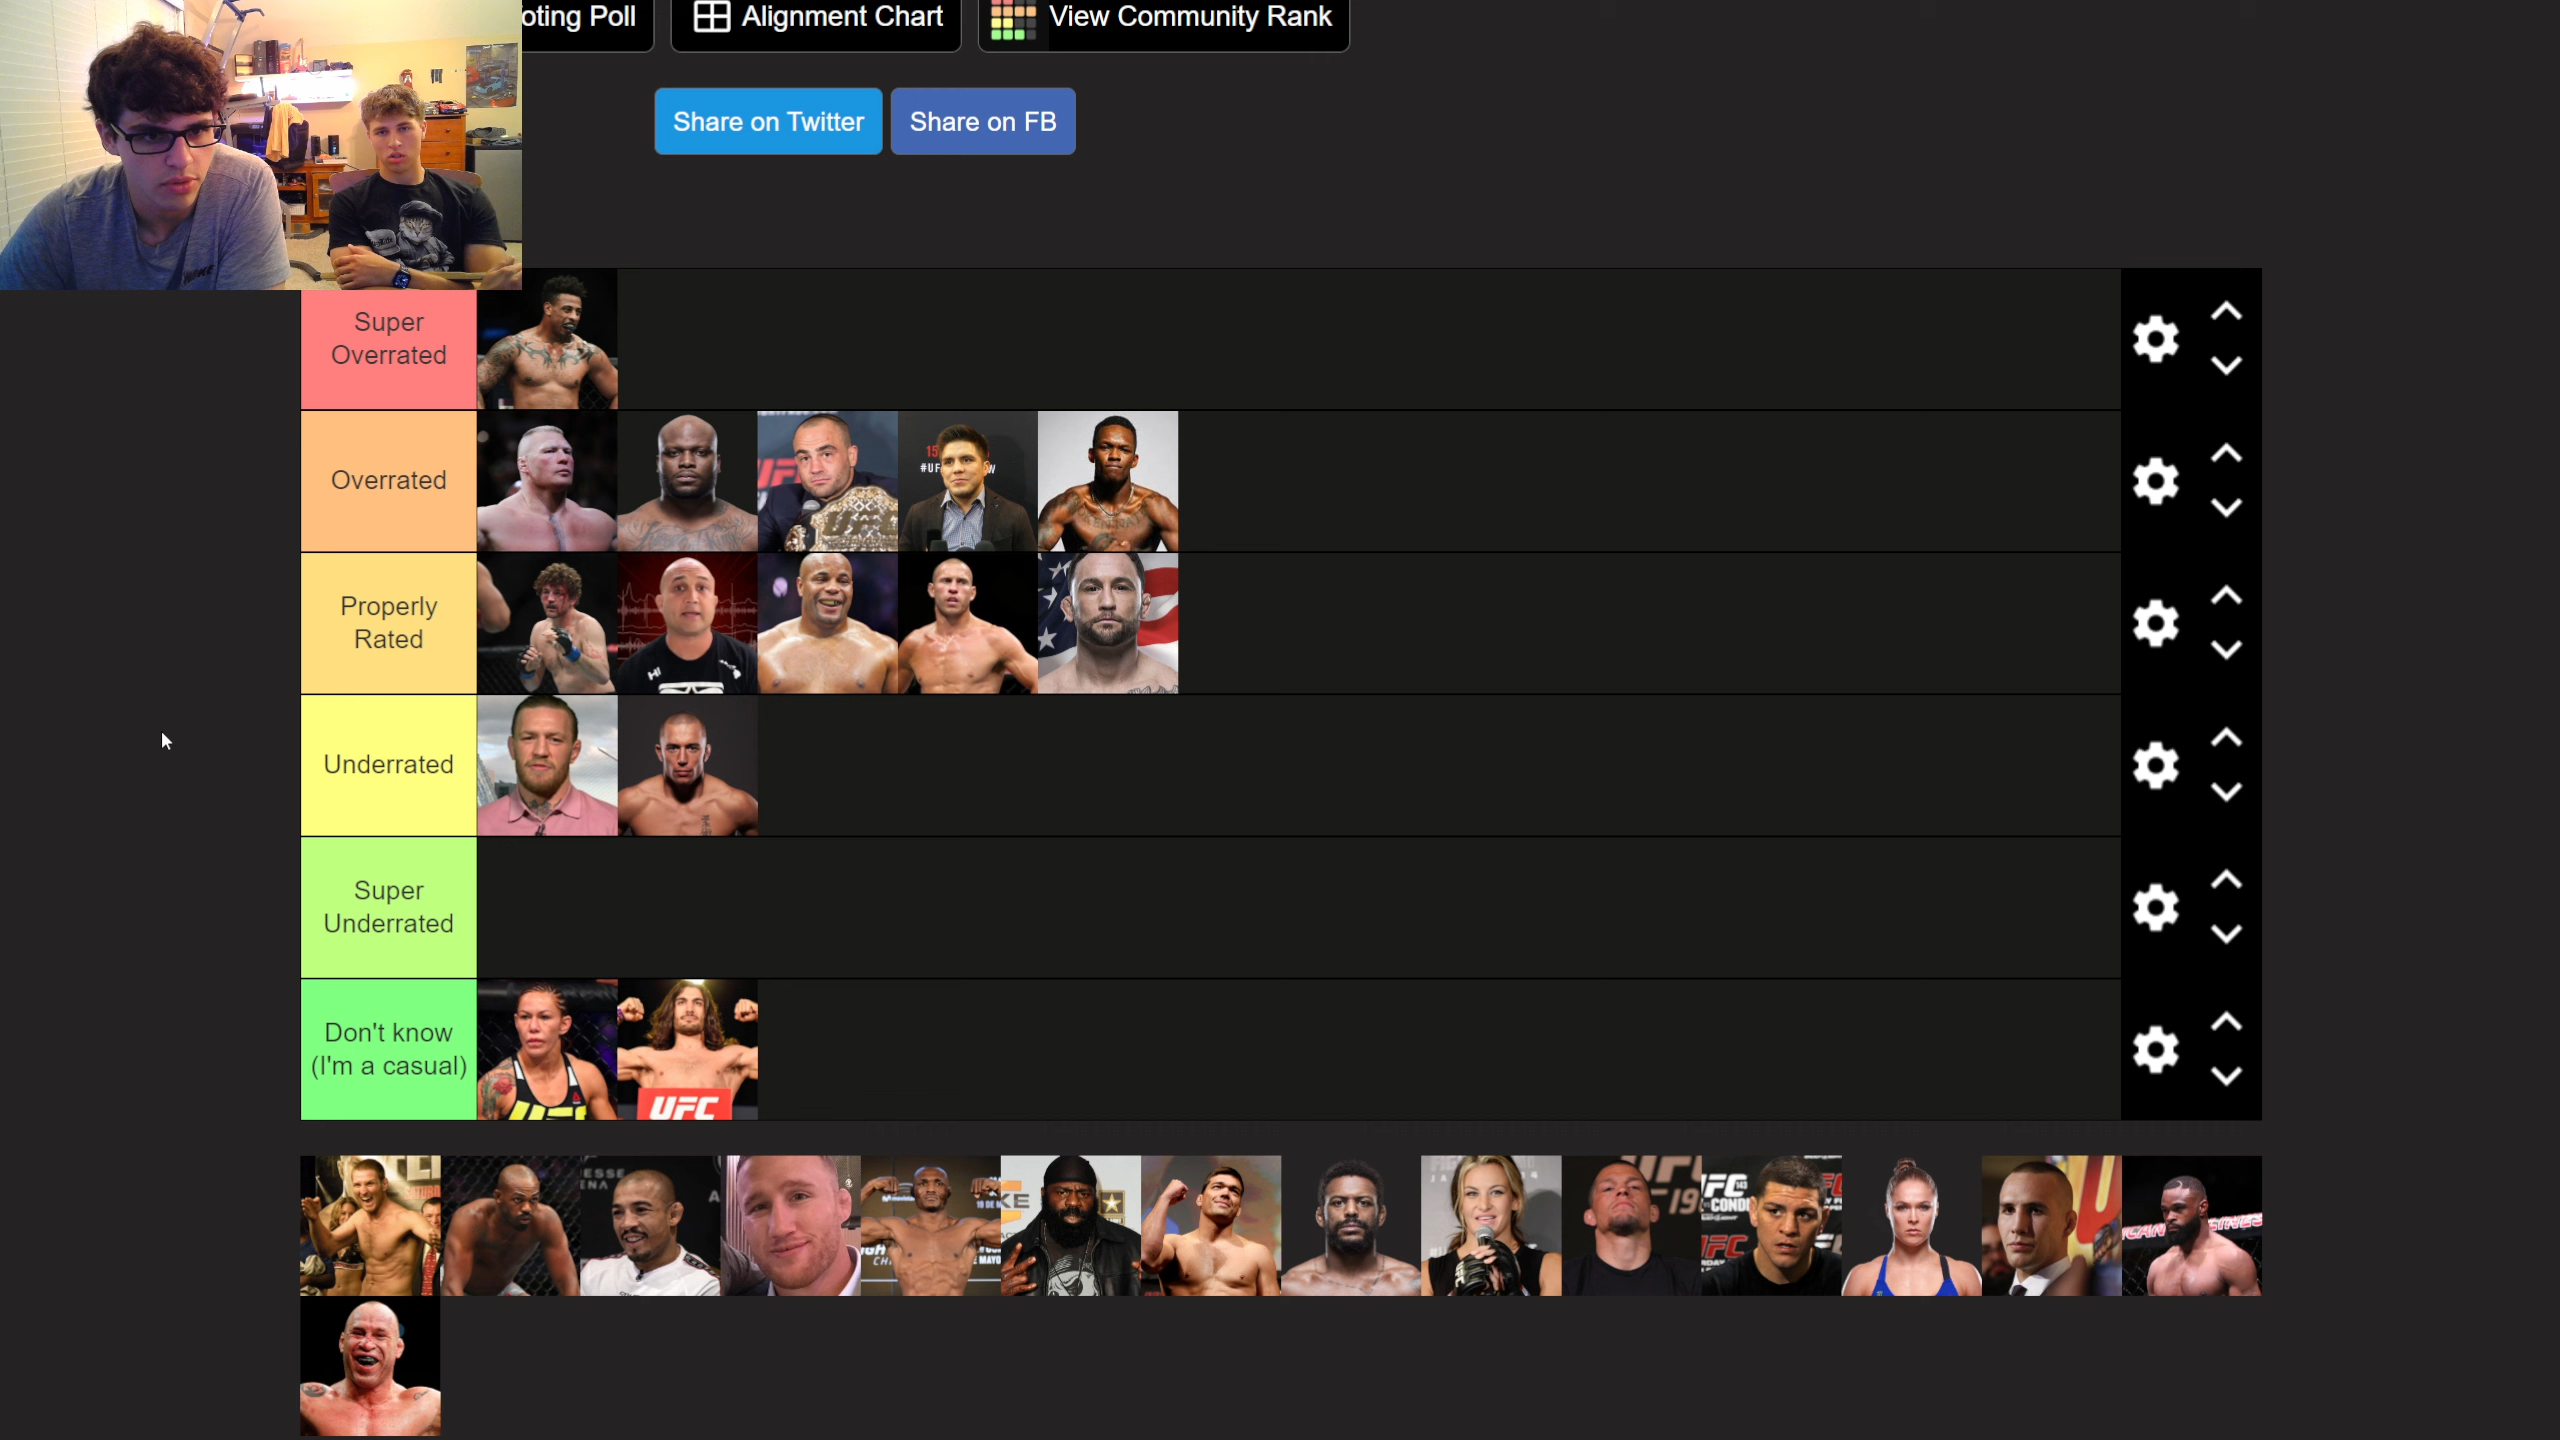 oting Poll
Alignment Chart
View Community Rank
Share on Twitter
Share on FB
Super
Overrated
Overrated
Properly
Rated
Underrated
Super
Underrated
Don't know
(I'm a casual)
UFC